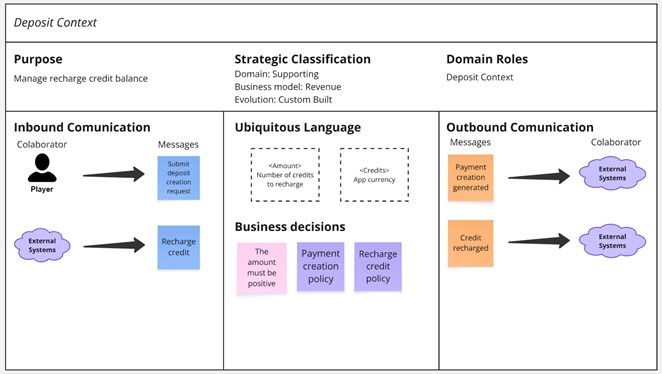 Deposit Context
Purpose
Manage recharge credit balance
Strategic Classification
Domain: Supporting
Business model: Revenue
Evolution: Custom Built
Domain Roles
Deposit Context
Inbound Comunication
Colaborator
Messages
Player
Submit
deposit
creation
request
External
Systems
Recharge
credit
Ubiquitous Language
<Amount>
Number of credits
to recharge
<Credits>
App currency
Business decisions
The
amount
must be
positive
Payment
creation
policy
Recharge
credit
policy
Outbound Comunication
Messages
Colaborator
Payment
creation
generated
External
Systems
Credit
recharged
External
Systems